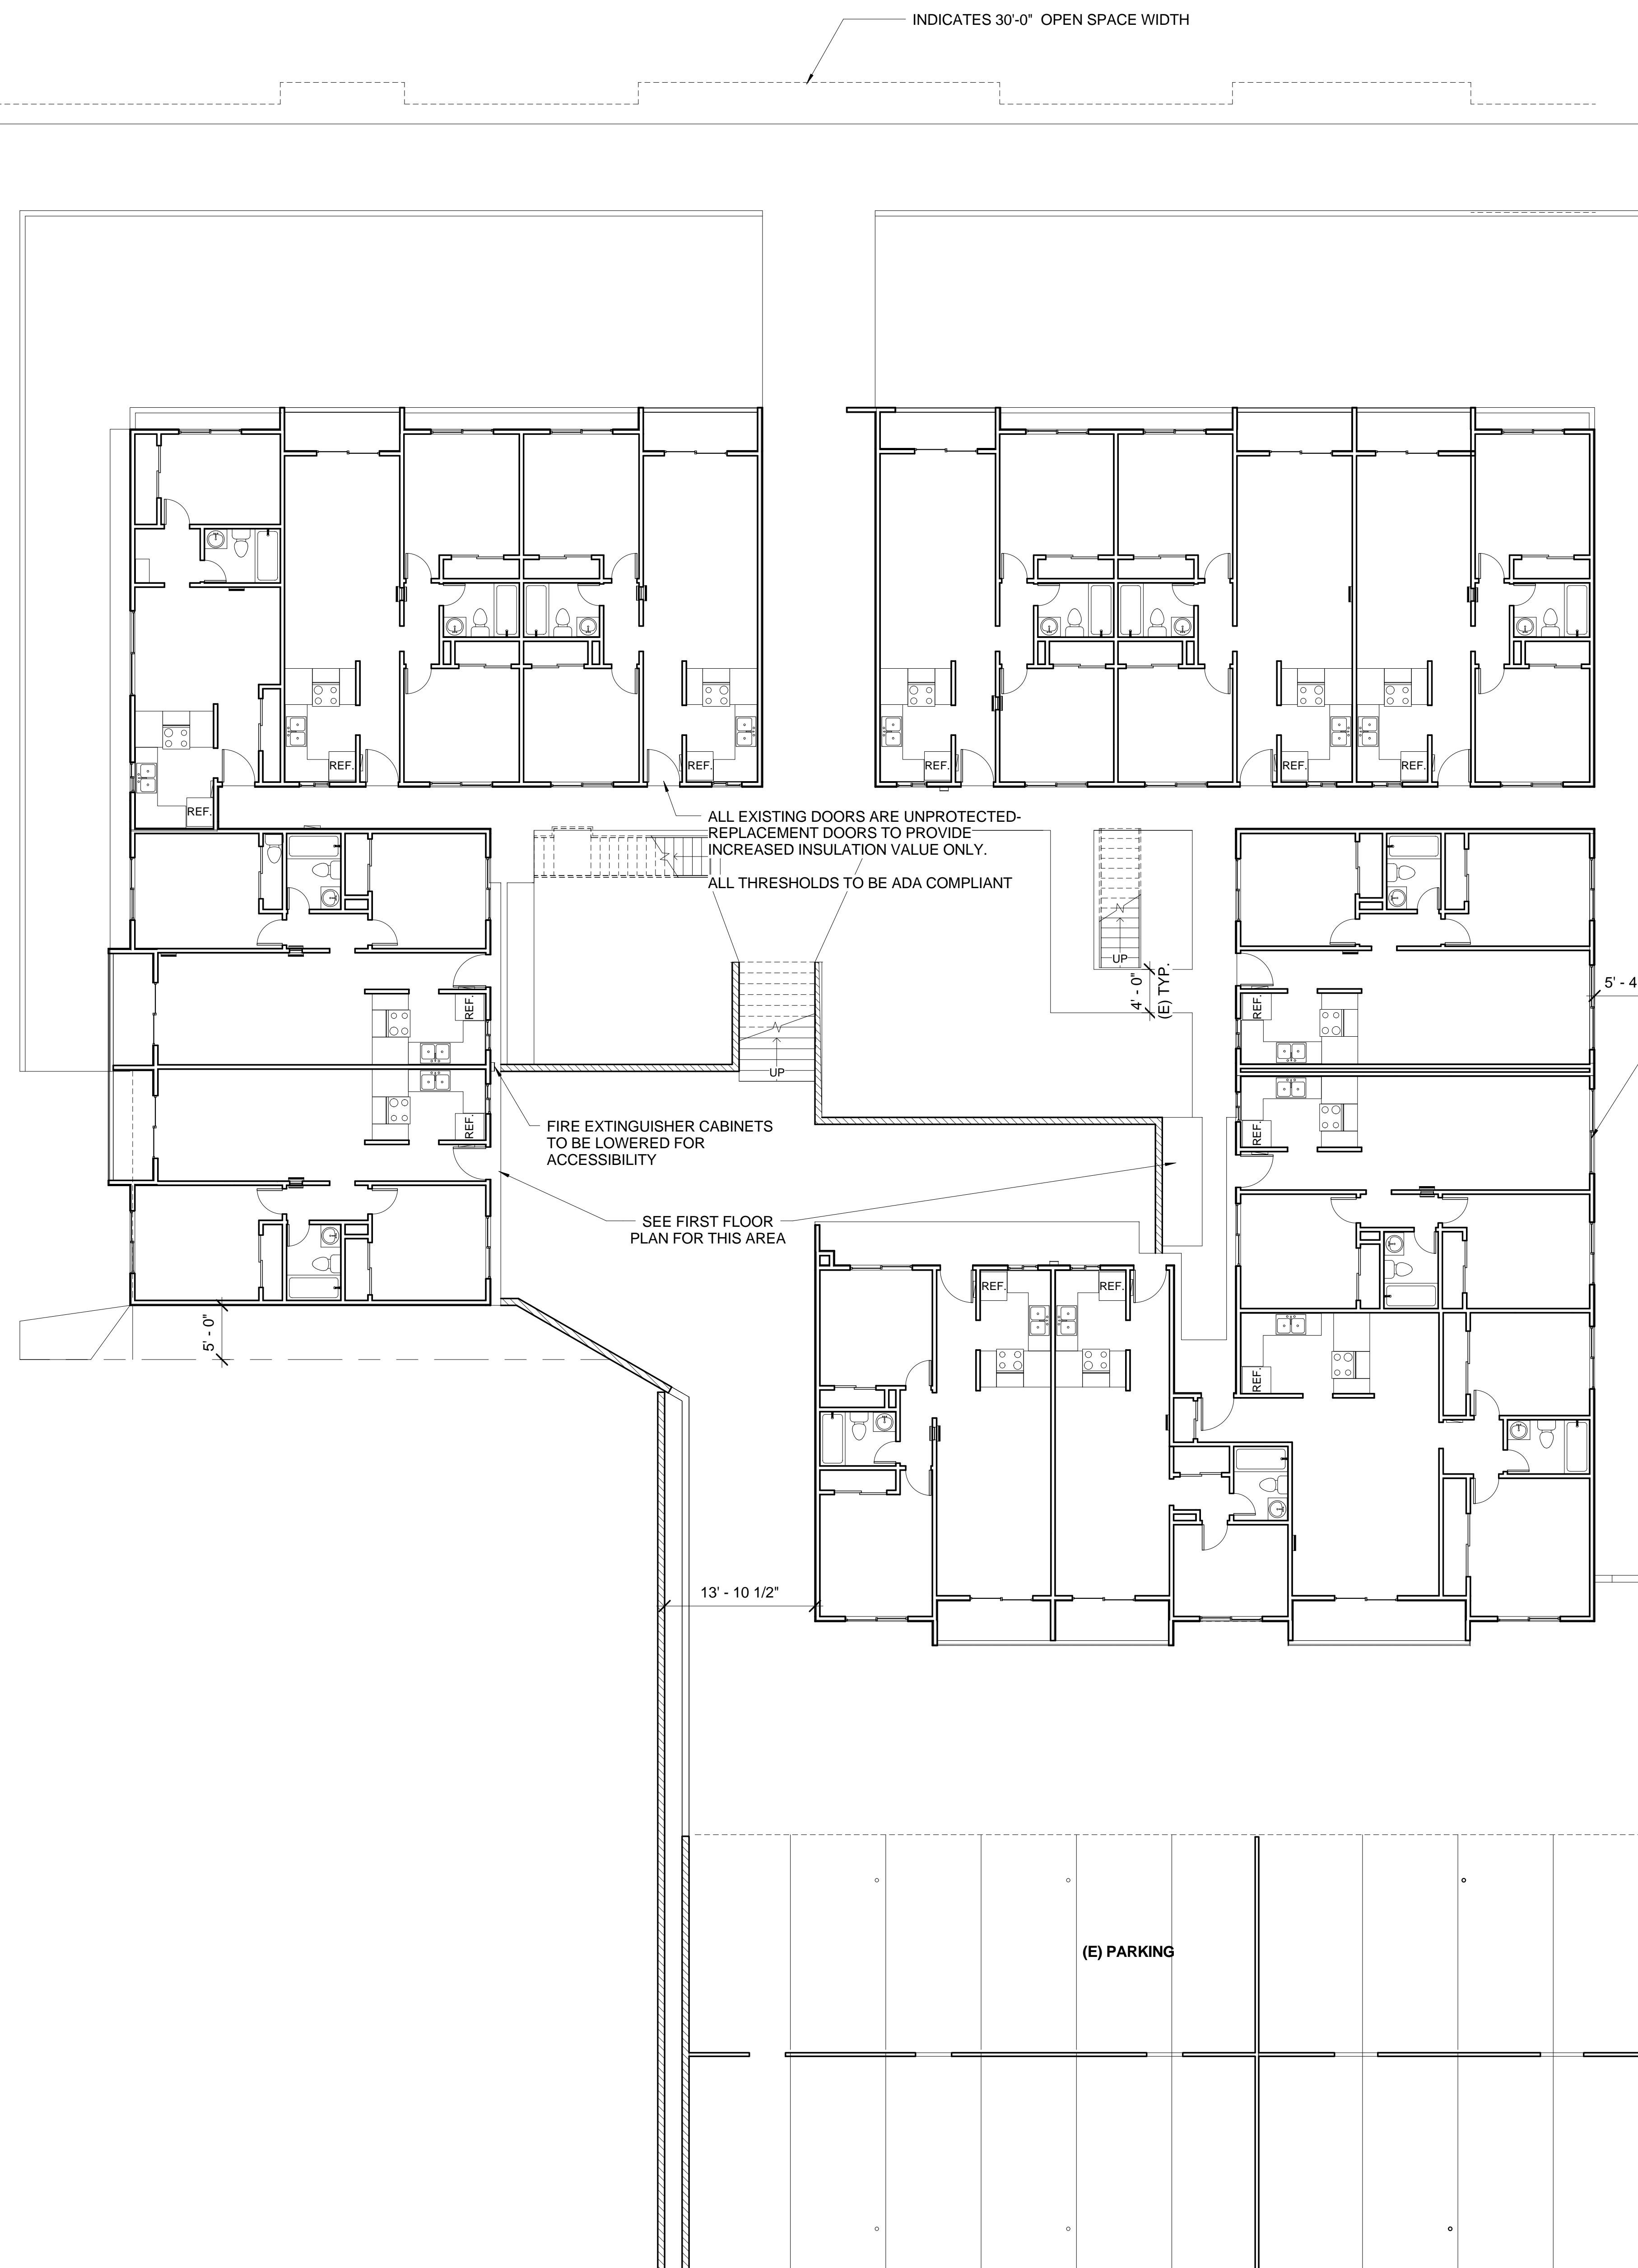 INDICATES 30'-0" OPEN SPACE WIDTH
REF.
REF.
REF.
REF.
REF.
REF.
REF.
ALL EXISTING DOORS ARE UNPROTECTED-
REPLACEMENT DOORS TO PROVIDE
INCREASED INSULATION VALUE ONLY.
ALL THRESHOLDS TO BE ADA COMPLIANT
UP
4' - 0"
(E) TYP.
5' - 4
REF.
REF.
UP
FIRE EXTINGUISHER CABINETS
TO BE LOWERED FOR
ACCESSIBILITY
REF.
REF.
SEE FIRST FLOOR
PLAN FOR THIS AREA
REF.
REF.
5' - 0"
REF.
13' - 10 1/2"
(E) PARKING